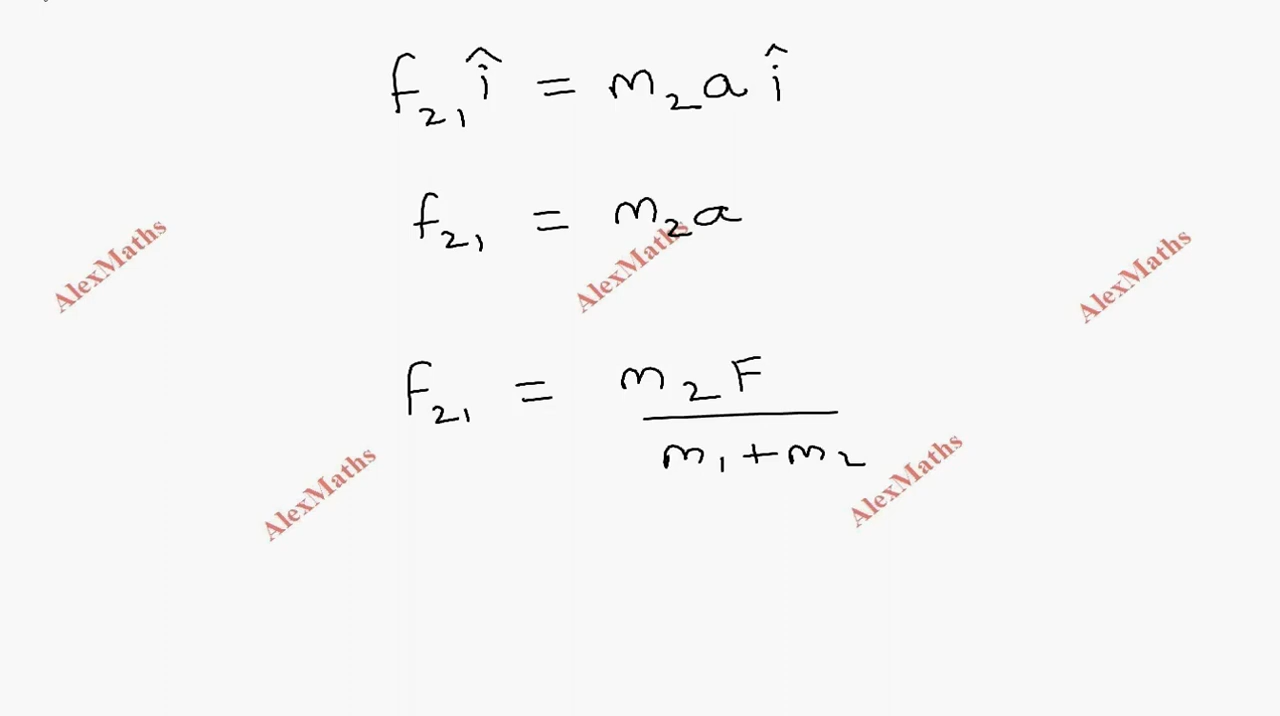 f₂₁ î = m₂a î
f₂₁ = m₂a
AlexMaths
AlexMaths
AlexMaths
f₂₁ = m₂F / m₁+m₂
AlexMaths
AlexMaths